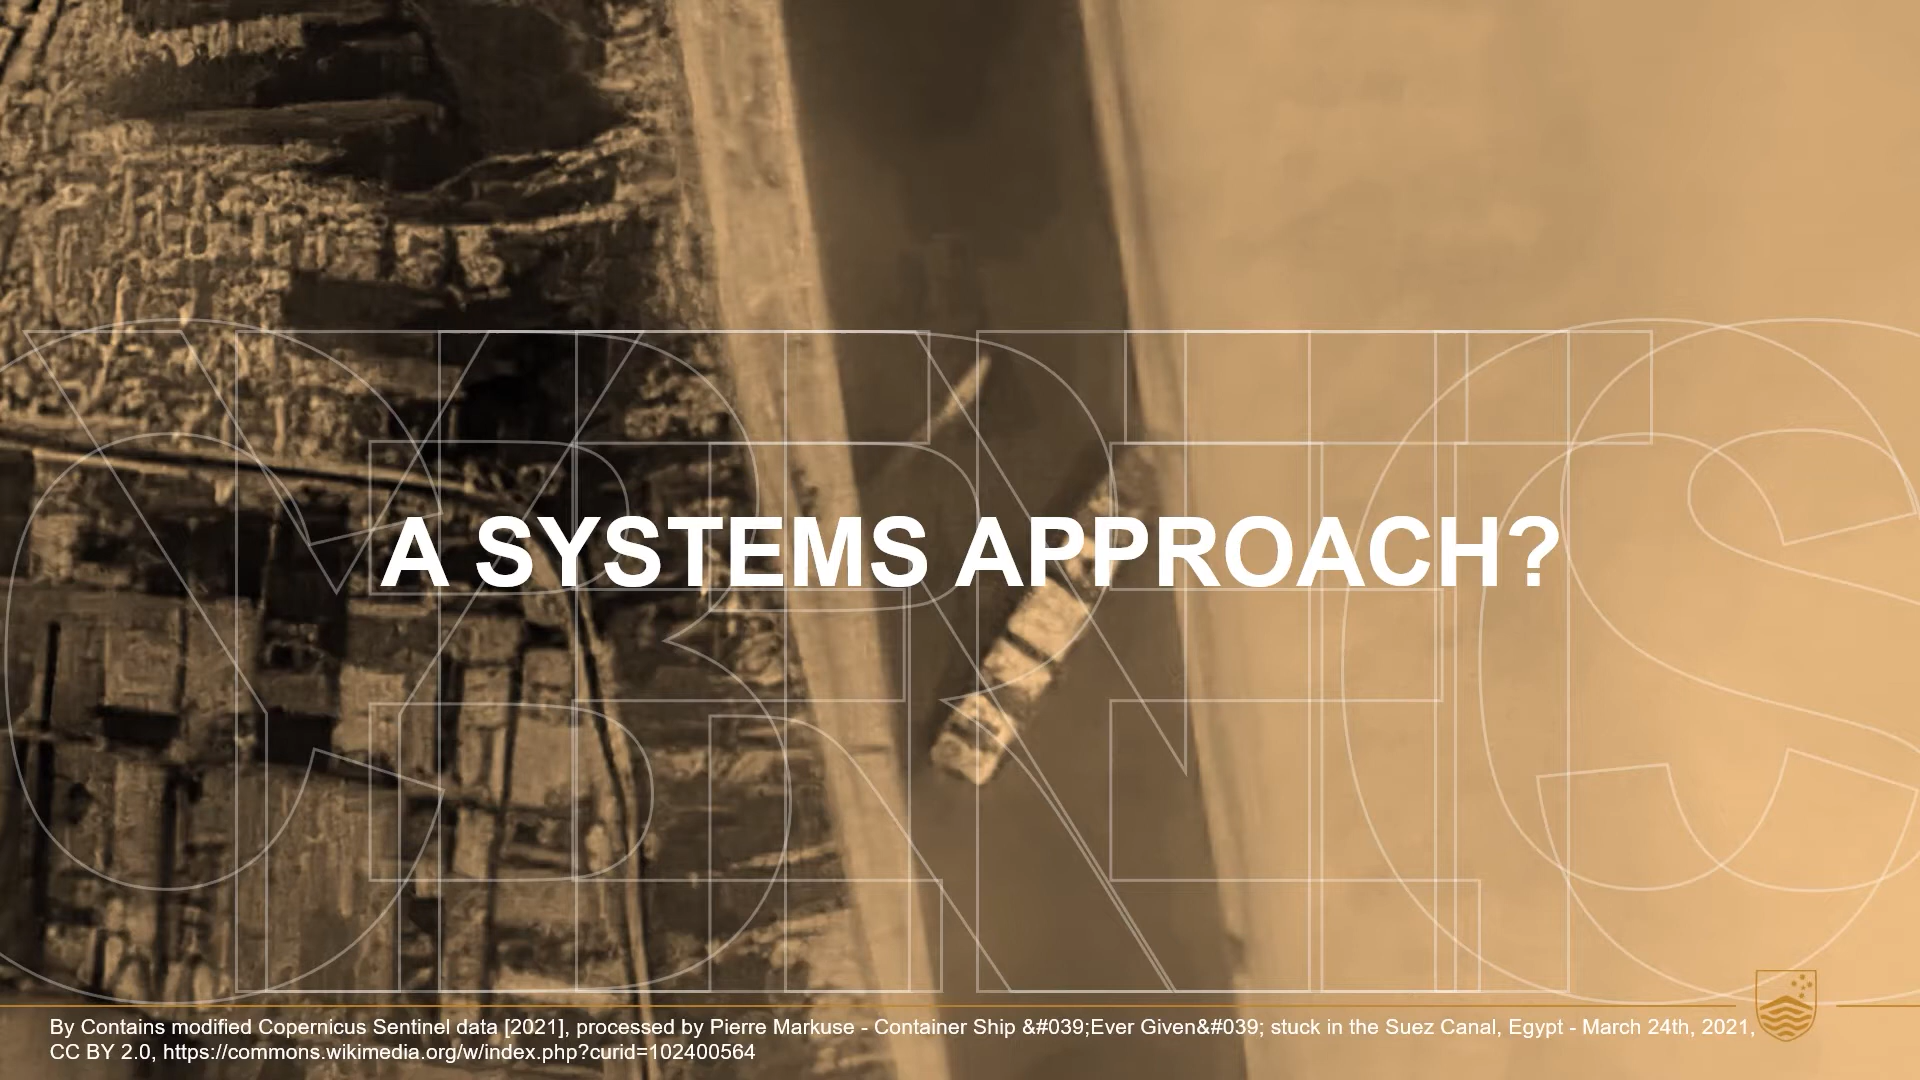 A SYSTEMS APPROACH?
By Contains modified Copernicus Sentinel data [2021], processed by Pierre Markuse - Container Ship &#039;Ever Given&#039; stuck in the Suez Canal, Egypt - March 24th, 2021,
CC BY 2.0, https://commons.wikimedia.org/w/index.php?curid=102400564